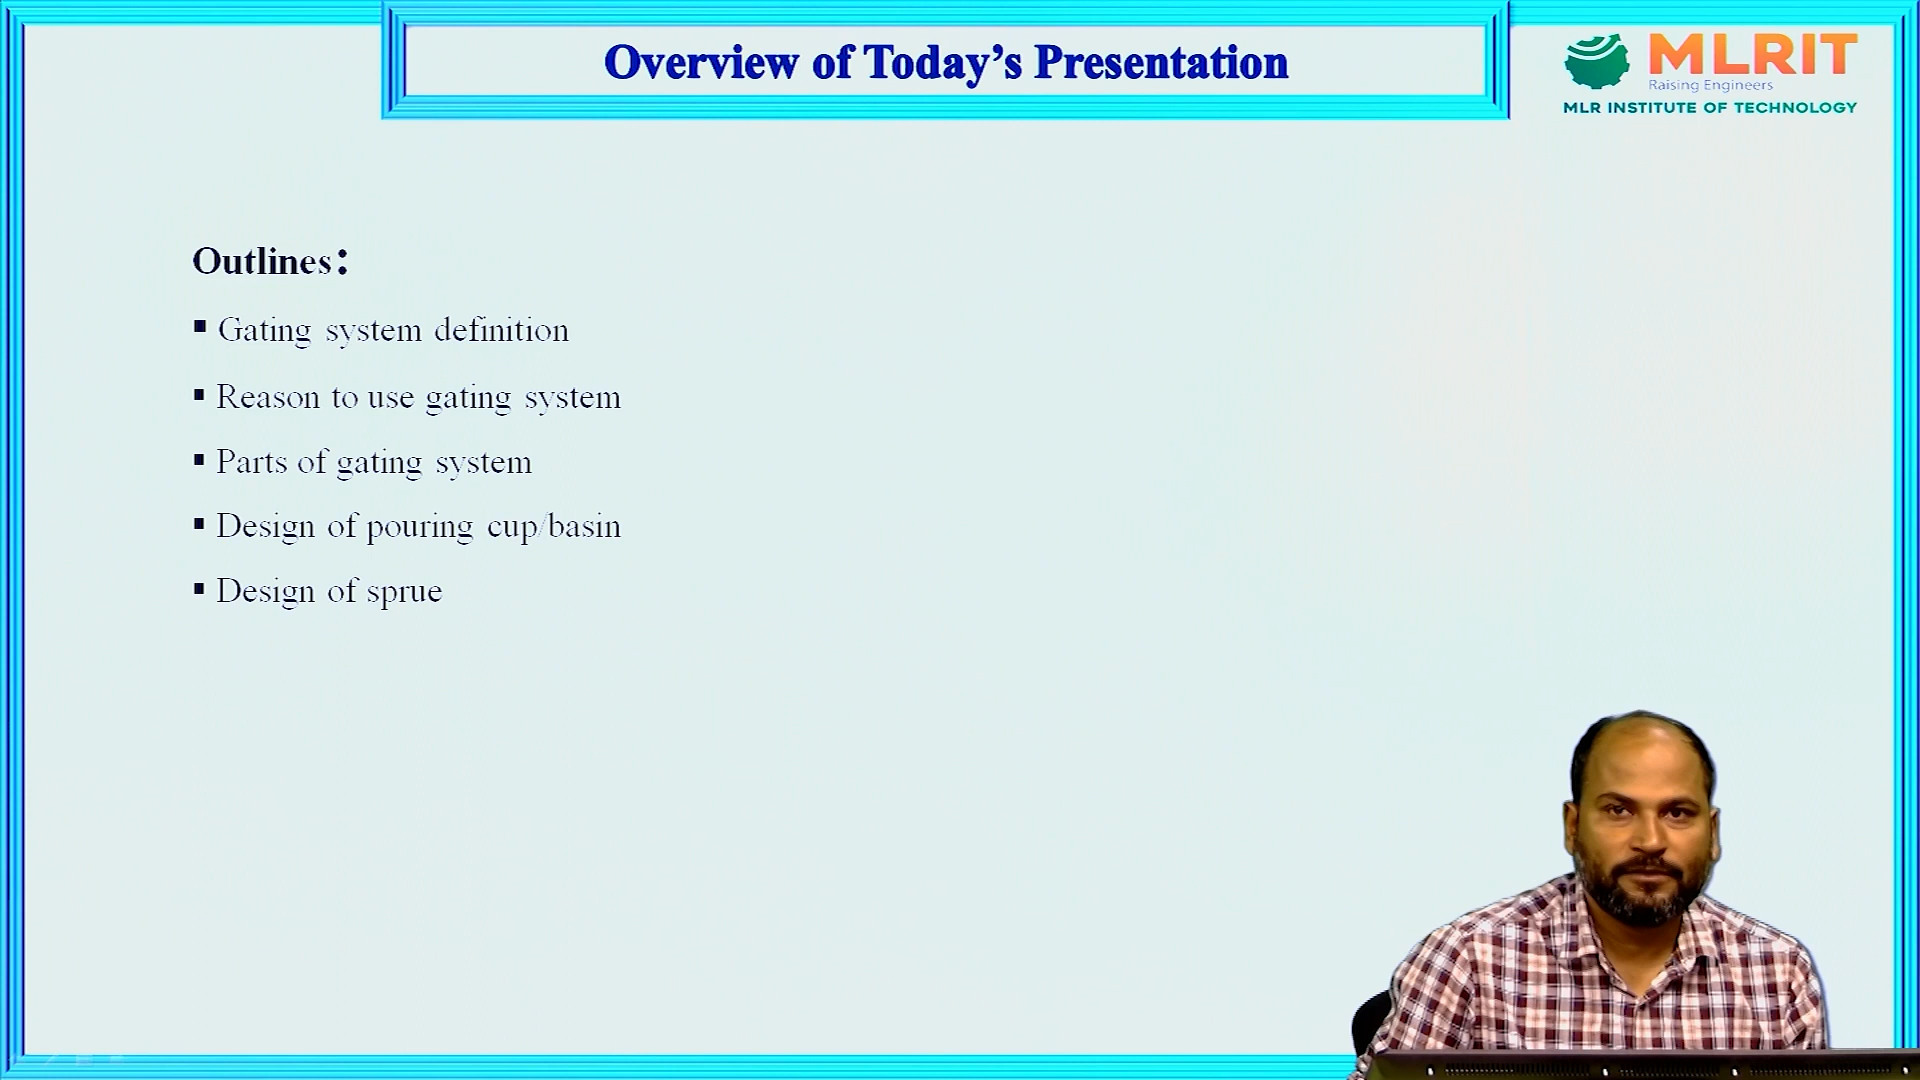 Overview of Today’s Presentation
MLRIT
Raising Engineers
MLR INSTITUTE OF TECHNOLOGY
Outlines:
▪ Gating system definition
▪ Reason to use gating system
▪ Parts of gating system
▪ Design of pouring cup/basin
▪ Design of sprue